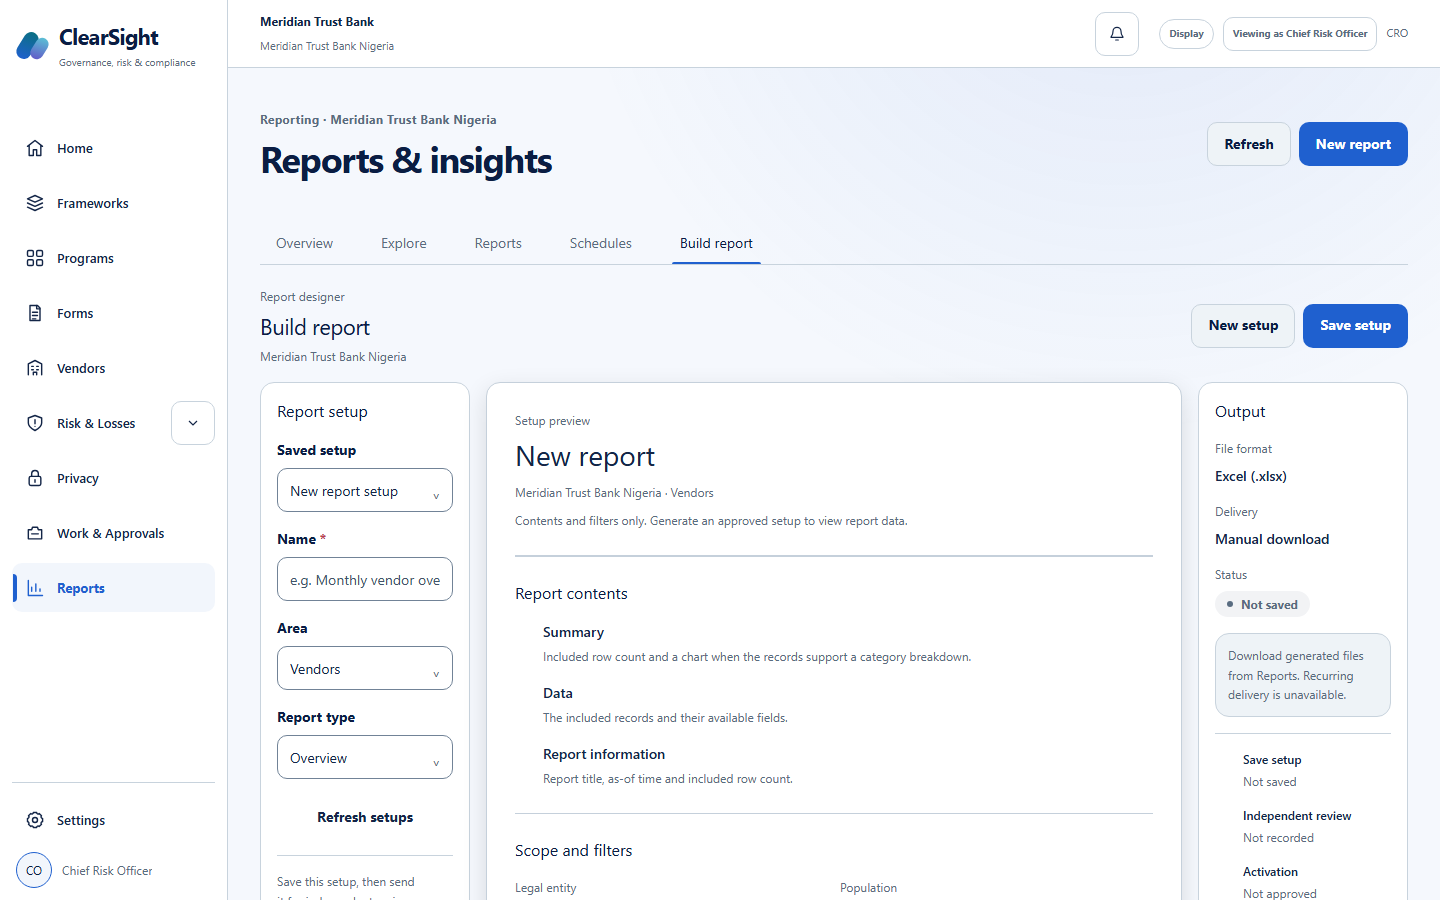 ClearSight
Governance, risk & compliance
Home
Frameworks
Programs
Forms
Vendors
Risk & Losses
Privacy
Work & Approvals
Reports
Settings
CO
Chief Risk Officer
Meridian Trust Bank
Meridian Trust Bank Nigeria
Display
Viewing as Chief Risk Officer
CRO
Reporting · Meridian Trust Bank Nigeria
Reports & insights
Refresh
New report
Overview
Explore
Reports
Schedules
Build report
Report designer
Build report
Meridian Trust Bank Nigeria
New setup
Save setup
Report setup
Saved setup
New report setup
Name *
e.g. Monthly vendor ove
Area
Vendors
Report type
Overview
Refresh setups
Save this setup, then send
Setup preview
New report
Meridian Trust Bank Nigeria · Vendors
Contents and filters only. Generate an approved setup to view report data.
Report contents
Summary
Included row count and a chart when the records support a category breakdown.
Data
The included records and their available fields.
Report information
Report title, as-of time and included row count.
Scope and filters
Legal entity
Population
Output
File format
Excel (.xlsx)
Delivery
Manual download
Status
Not saved
Download generated files
from Reports. Recurring
delivery is unavailable.
Save setup
Not saved
Independent review
Not recorded
Activation
Not approved